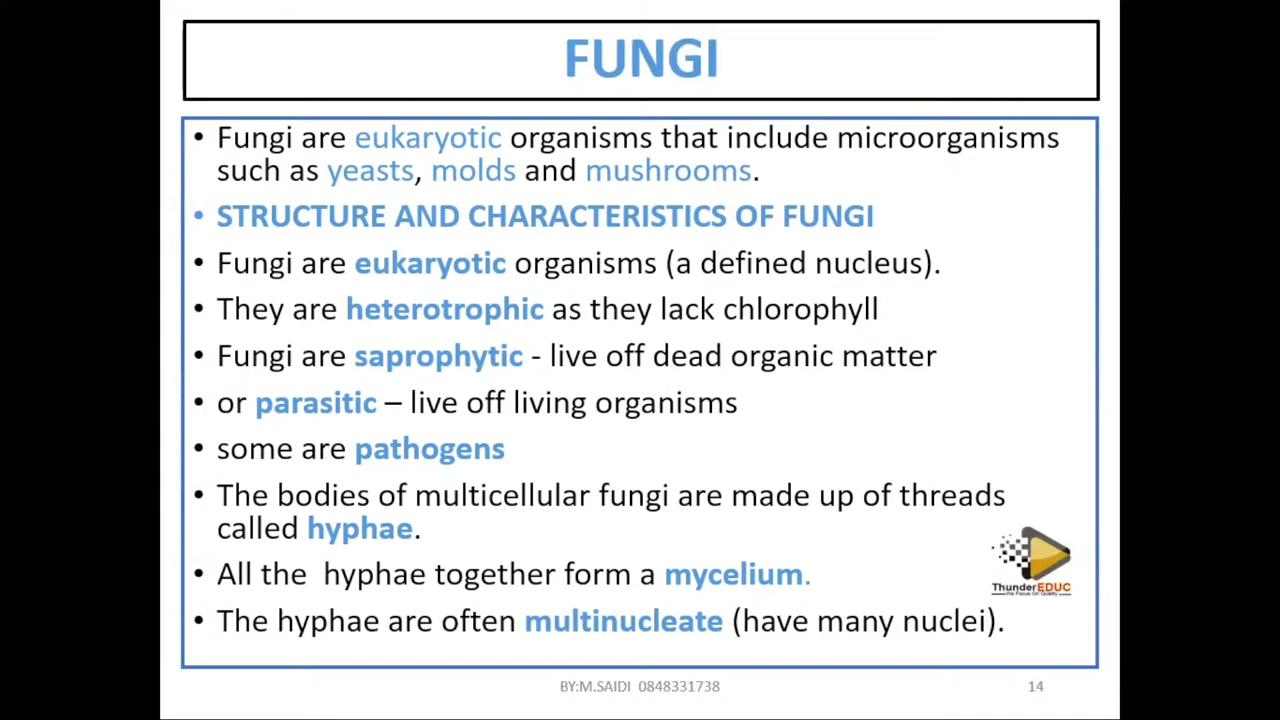 FUNGI
• Fungi are eukaryotic organisms that include microorganisms
such as yeasts, molds and mushrooms.
• STRUCTURE AND CHARACTERISTICS OF FUNGI
• Fungi are eukaryotic organisms (a defined nucleus).
• They are heterotrophic as they lack chlorophyll
• Fungi are saprophytic - live off dead organic matter
• or parasitic – live off living organisms
• some are pathogens
• The bodies of multicellular fungi are made up of threads
called hyphae.
• All the  hyphae together form a mycelium.
• The hyphae are often multinucleate (have many nuclei).
ThunderEDUC
We Focus On Quality
BY:M.SAIDI  0848331738
14